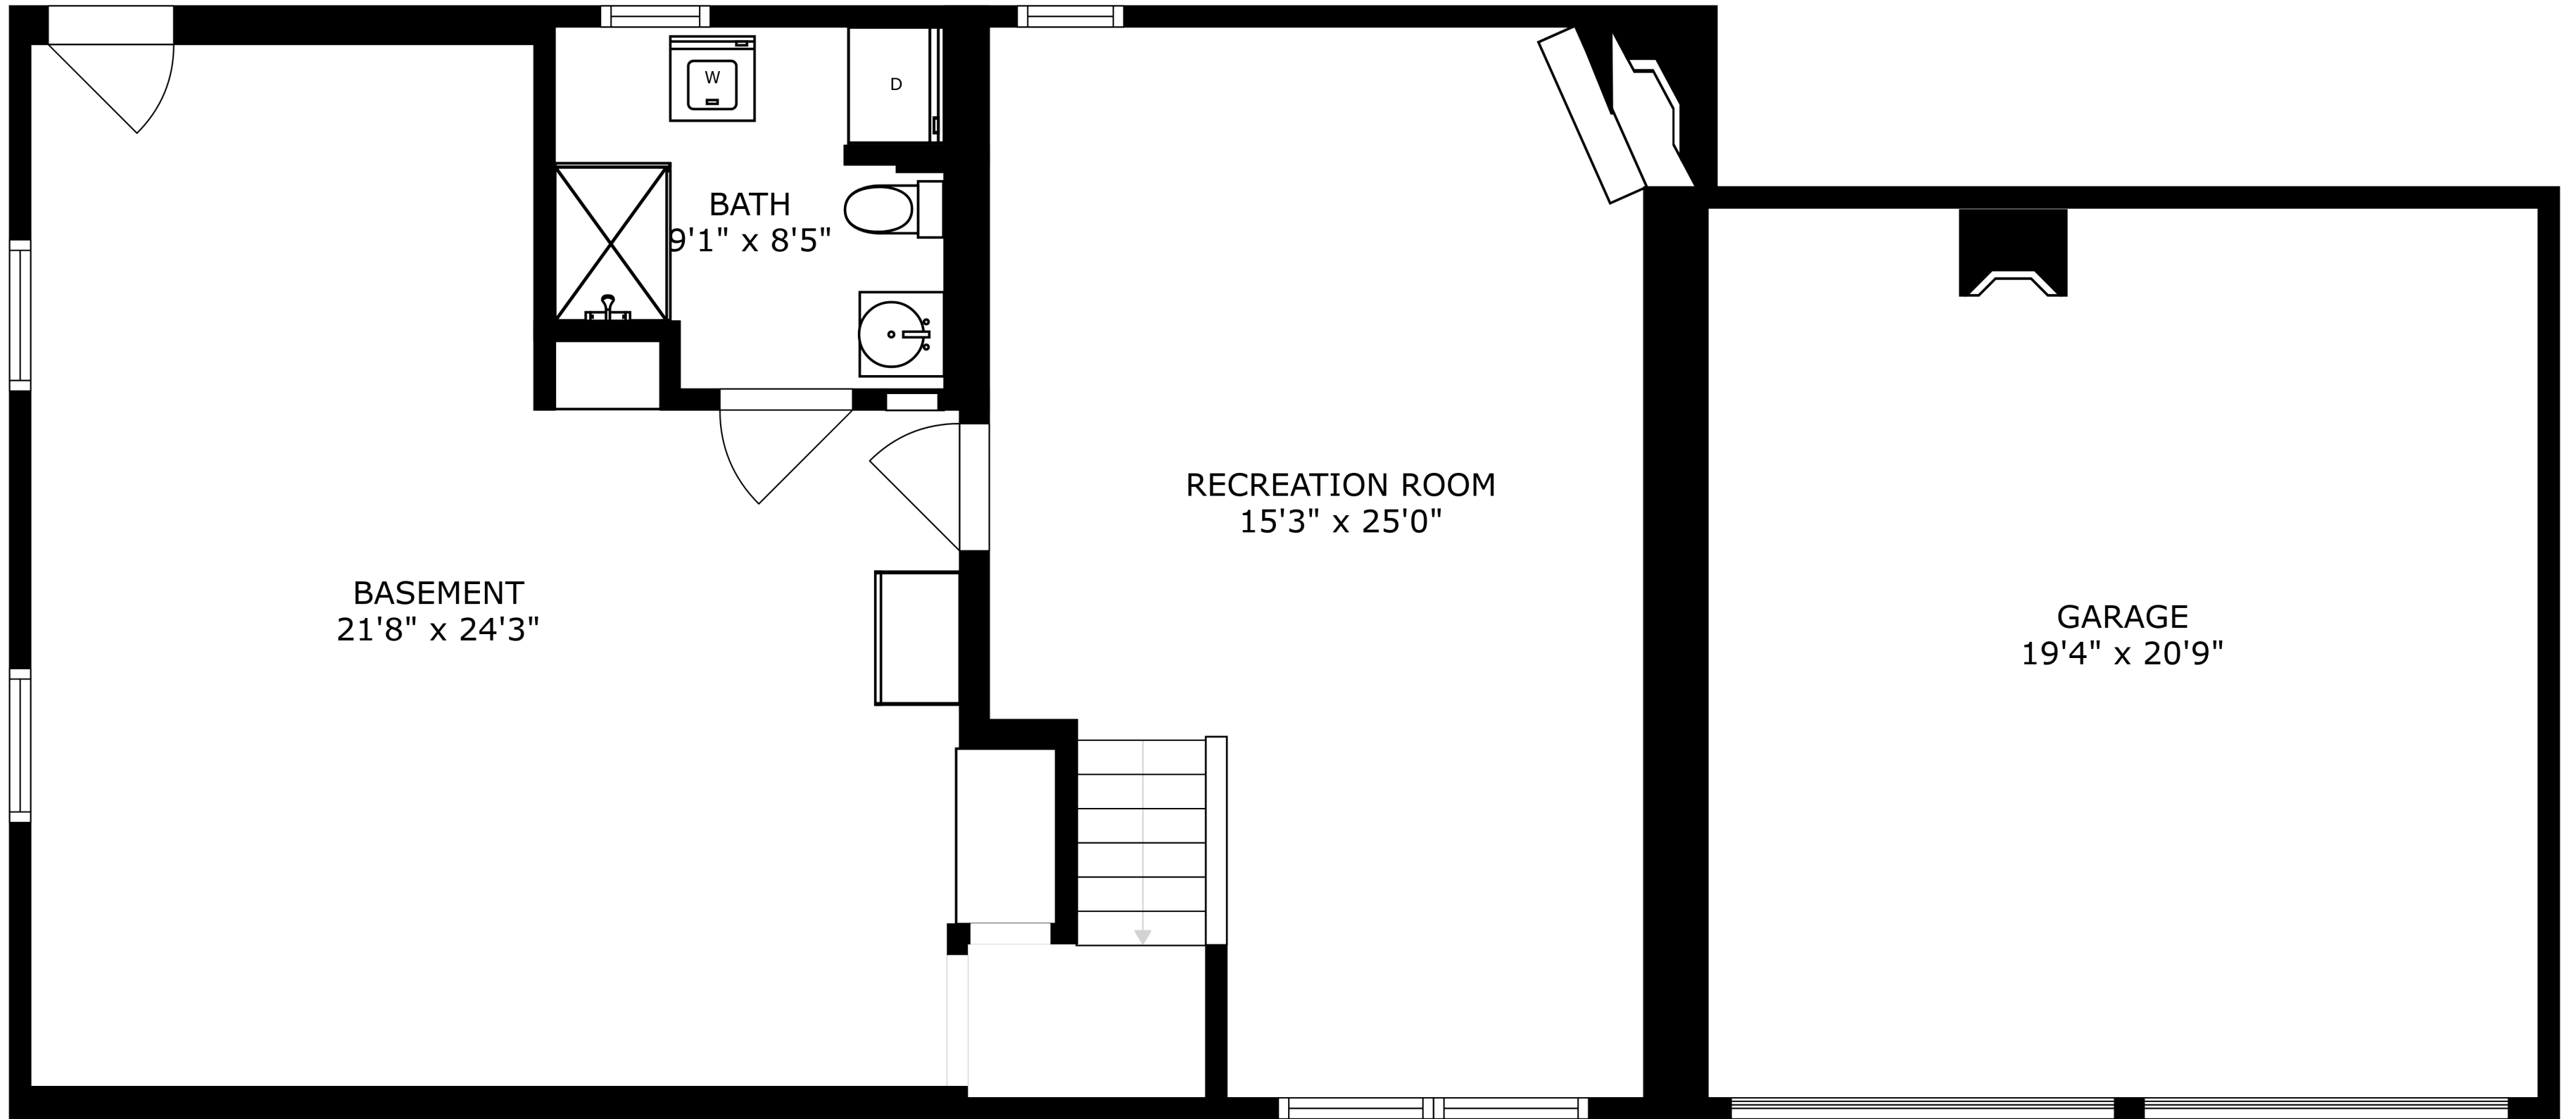 W
D
BATH
9'1" x 8'5"
RECREATION ROOM
15'3" x 25'0"
BASEMENT
21'8" x 24'3"
GARAGE
19'4" x 20'9"